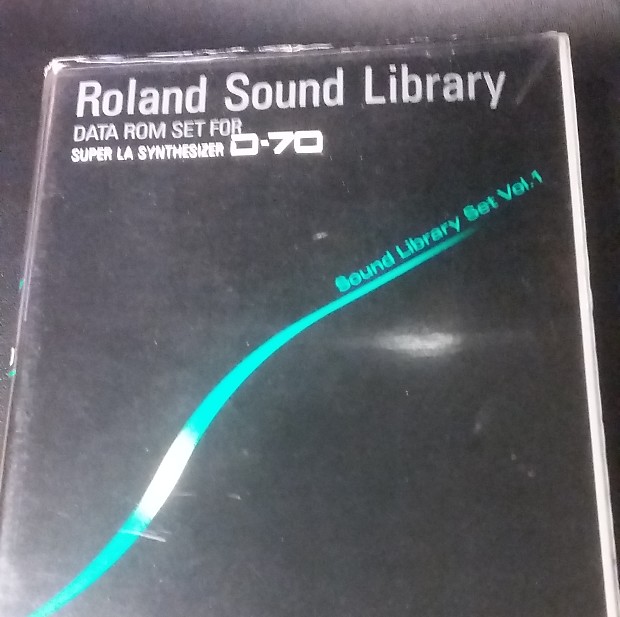 Roland Sound Library
DATA ROM SET FOR
SUPER LA SYNTHESIZER D-70
Sound Library Set Vol.1